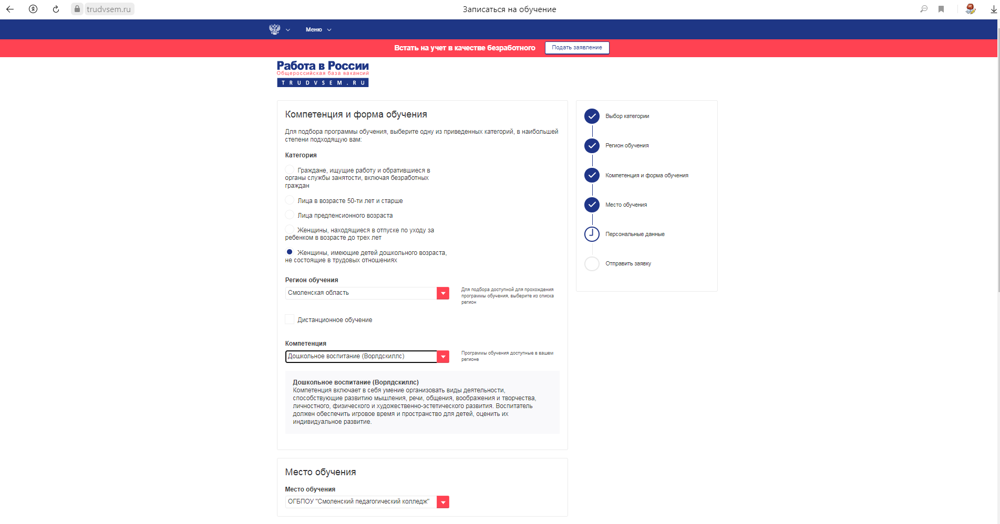 trudvsem.ru
Записаться на обучение
Меню
Встать на учет в качестве безработного
Подать заявление
Работа в России
Общероссийская база вакансий
TRUDVSEM.RU
Компетенция и форма обучения
Для подбора программы обучения, выберите одну из приведенных категорий, в наибольшей
степени подходящую вам:
Категория
Граждане, ищущие работу и обратившиеся в
органы службы занятости, включая безработных
граждан
Лица в возрасте 50-ти лет и старше
Лица предпенсионного возраста
Женщины, находящиеся в отпуске по уходу за
ребенком в возрасте до трех лет
Женщины, имеющие детей дошкольного возраста,
не состоящие в трудовых отношениях
Регион обучения
Смоленская область
Для подбора доступной для прохождения
программы обучения, выберите из списка
регион
Дистанционное обучение
Компетенция
Дошкольное воспитание (Ворлдскиллс)
Программы обучения доступные в вашем
регионе
Дошкольное воспитание (Ворлдскиллс)
Компетенция включает в себя умение организовать виды деятельности,
способствующие развитию мышления, речи, общения, воображения и творчества,
личностного, физического и художественно-эстетического развития. Воспитатель
должен обеспечить игровое время и пространство для детей, оценить их
индивидуальное развитие.
Место обучения
Место обучения
ОГБПОУ "Смоленский педагогический колледж"
Выбор категории
Регион обучения
Компетенция и форма обучения
Место обучения
Персональные данные
Отправить заявку